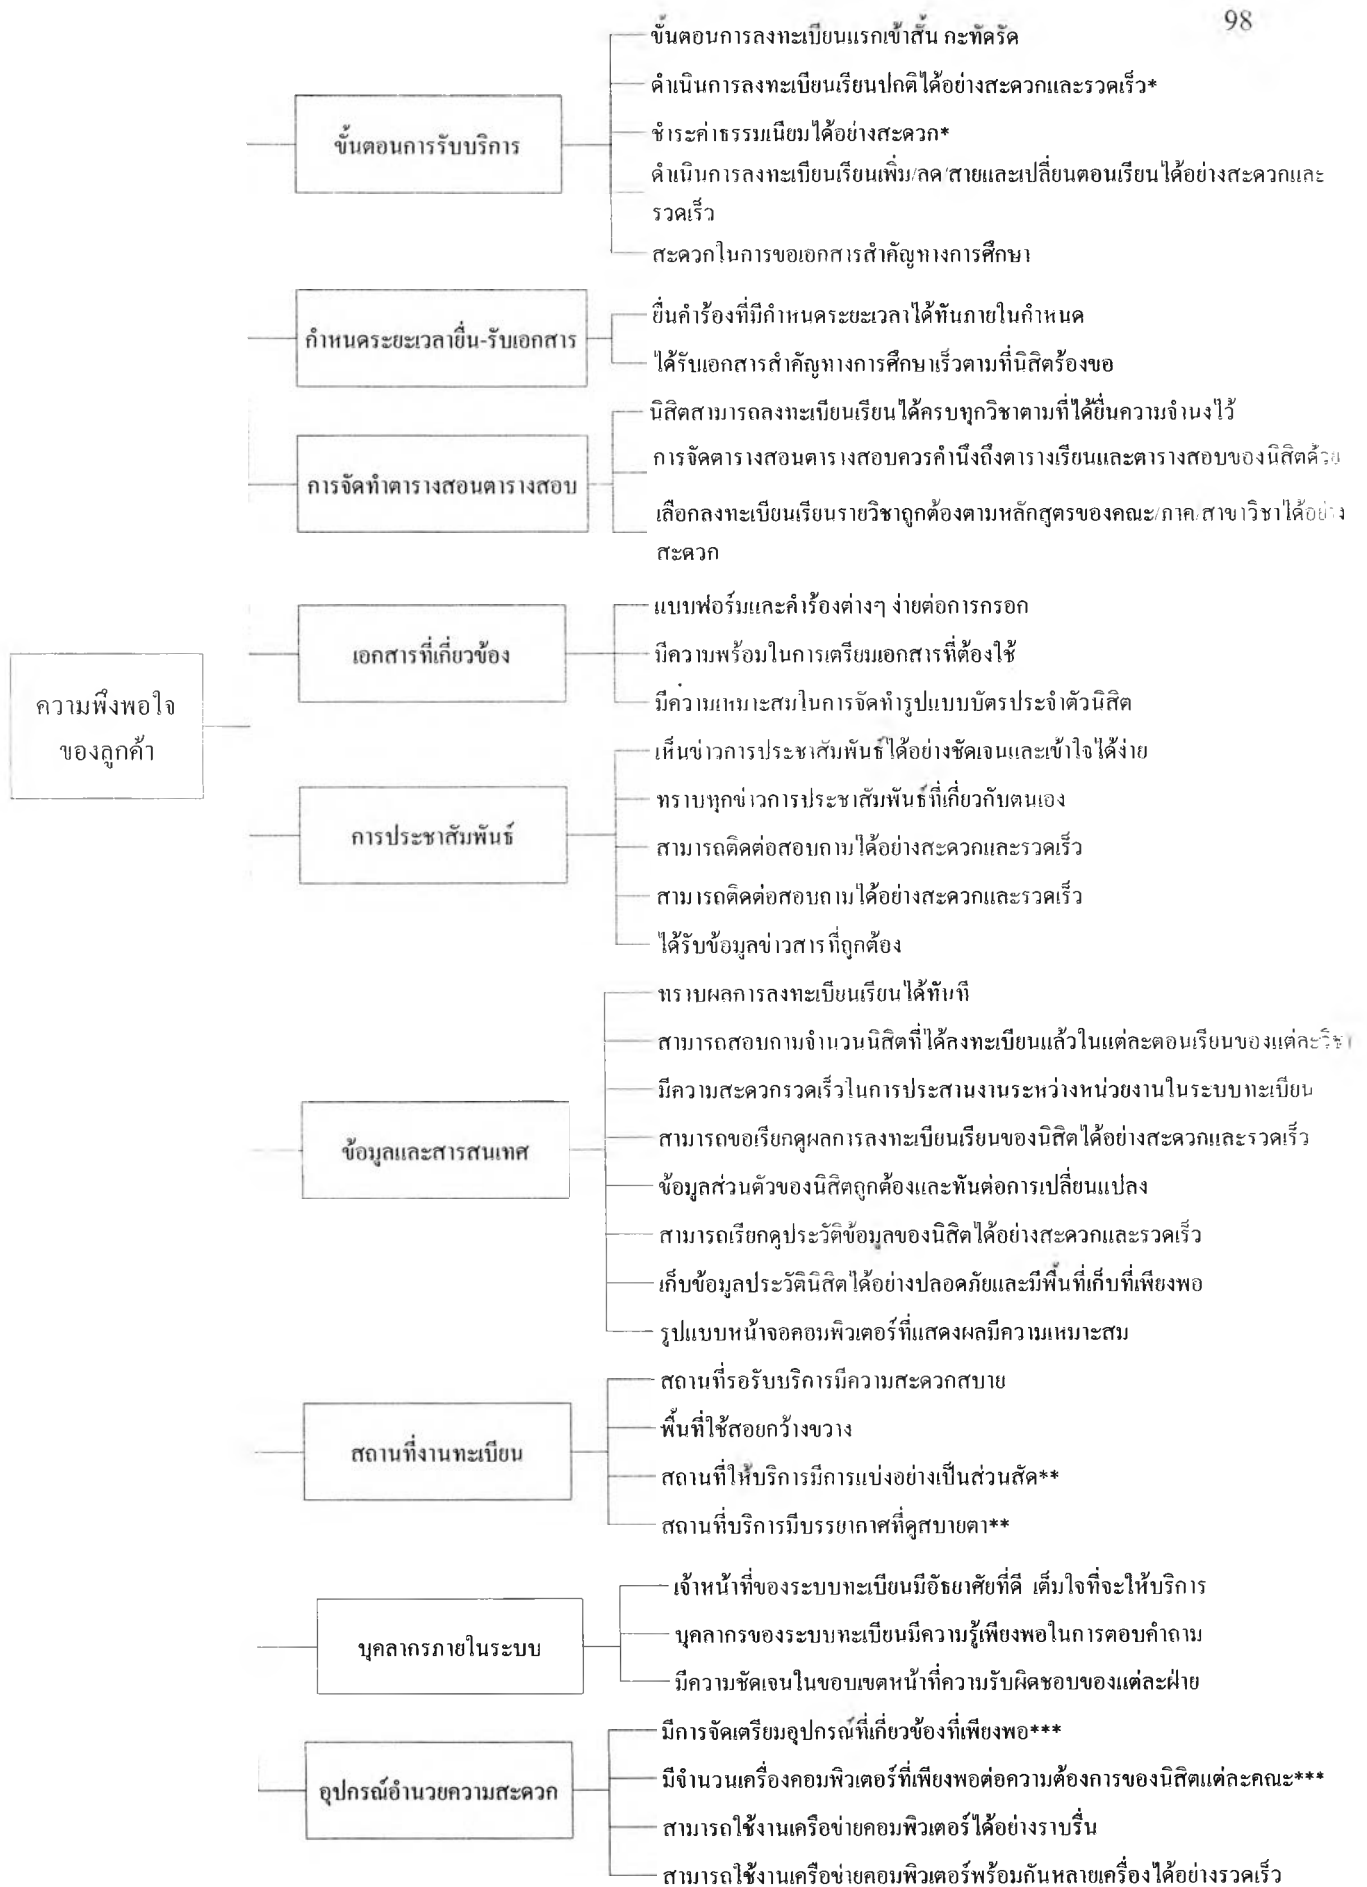 98
ขั้นตอนการลงทะเบียนแรกเข้าสั้น กะทัดรัด
ดำเนินการลงทะเบียนเรียนปกติได้อย่างสะดวกและรวดเร็ว*
ขั้นตอนการรับบริการ
ชำระค่าธรรมเนียมได้อย่างสะดวก*
ดำเนินการลงทะเบียนเรียนเพิ่ม/ลด/สายและเปลี่ยนตอนเรียนได้อย่างสะดวกและ
รวดเร็ว
สะดวกในการขอเอกสารสำคัญทางการศึกษา
กำหนดระยะเวลายื่น-รับเอกสาร
ยื่นคำร้องที่มีกำหนดระยะเวลาได้ทันภายในกำหนด
ได้รับเอกสารสำคัญทางการศึกษาเร็วตามที่นิสิตร้องขอ
นิสิตสามารถลงทะเบียนเรียนได้ครบทุกวิชาตามที่ได้ยื่นความจำนงไว้
การจัดทำตารางสอนตารางสอบ
การจัดตารางสอนตารางสอบควรคำนึงถึงตารางเรียนและตารางสอบของนิสิตด้วย
เลือกลงทะเบียนเรียนรายวิชาถูกต้องตามหลักสูตรของคณะ/ภาค/สาขาวิชาได้อย่าง
สะดวก
แบบฟอร์มและคำร้องต่างๆ ง่ายต่อการกรอก
เอกสารที่เกี่ยวข้อง
มีความพร้อมในการเตรียมเอกสารที่ต้องใช้
มีความเหมาะสมในการจัดทำรูปแบบบัตรประจำตัวนิสิต
ความพึงพอใจ
ของลูกค้า
เห็นข่าวการประชาสัมพันธ์ได้อย่างชัดเจนและเข้าใจได้ง่าย
ทราบทุกข่าวการประชาสัมพันธ์ที่เกี่ยวกับตนเอง
การประชาสัมพันธ์
สามารถติดต่อสอบถามได้อย่างสะดวกและรวดเร็ว
สามารถติดต่อสอบถามได้อย่างสะดวกและรวดเร็ว
ได้รับข้อมูลข่าวสารที่ถูกต้อง
ทราบผลการลงทะเบียนเรียนได้ทันที
สามารถสอบถามจำนวนนิสิตที่ได้ลงทะเบียนแล้วในแต่ละตอนเรียนของแต่ละวิชา
มีความสะดวกรวดเร็วในการประสานงานระหว่างหน่วยงานในระบบทะเบียน
ข้อมูลและสารสนเทศ
สามารถขอเรียกดูผลการลงทะเบียนเรียนของนิสิตได้อย่างสะดวกและรวดเร็ว
ข้อมูลส่วนตัวของนิสิตถูกต้องและทันต่อการเปลี่ยนแปลง
สามารถเรียกดูประวัติข้อมูลของนิสิตได้อย่างสะดวกและรวดเร็ว
เก็บข้อมูลประวัตินิสิตได้อย่างปลอดภัยและมีพื้นที่เก็บที่เพียงพอ
รูปแบบหน้าจอคอมพิวเตอร์ที่แสดงผลมีความเหมาะสม
สถานที่รอรับบริการมีความสะดวกสบาย
พื้นที่ใช้สอยกว้างขวาง
สถานที่งานทะเบียน
สถานที่ให้บริการมีการแบ่งอย่างเป็นส่วนสัด**
สถานที่บริการมีบรรยากาศที่ดูสบายตา**
เจ้าหน้าที่ของระบบทะเบียนมีอัธยาศัยที่ดี เต็มใจที่จะให้บริการ
บุคลากรภายในระบบ
บุคลากรของระบบทะเบียนมีความรู้เพียงพอในการตอบคำถาม
มีความชัดเจนในขอบเขตหน้าที่ความรับผิดชอบของแต่ละฝ่าย
มีการจัดเตรียมอุปกรณ์ที่เกี่ยวข้องที่เพียงพอ***
อุปกรณ์อำนวยความสะดวก
มีจำนวนเครื่องคอมพิวเตอร์ที่เพียงพอต่อความต้องการของนิสิตแต่ละคณะ***
สามารถใช้งานเครือข่ายคอมพิวเตอร์ได้อย่างราบรื่น
สามารถใช้งานเครือข่ายคอมพิวเตอร์พร้อมกันหลายเครื่องได้อย่างรวดเร็ว